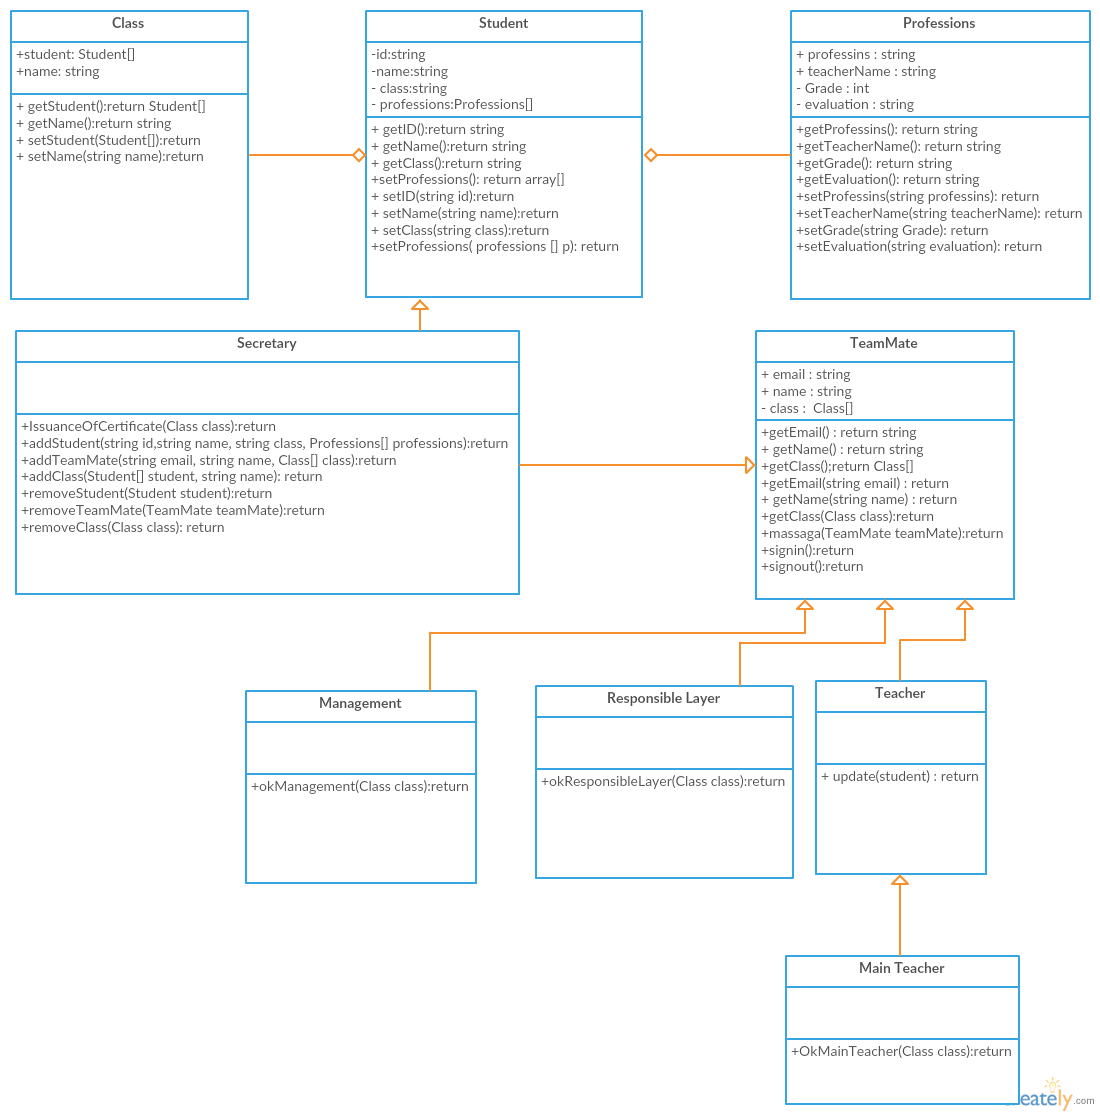 Class
+student: Student[]
+name: string
+ getStudent():return Student[]
+ getName():return string
+ setStudent(Student[]):return
+ setName(string name):return
Student
-id:string
-name:string
- class:string
- professions:Professions[]
+ getID():return string
+ getName():return string
+ getClass():return string
+setProfessions(): return array[]
+ setID(string id):return
+ setName(string name):return
+ setClass(string class):return
+setProfessions( professions [] p): return
Professions
+ professins : string
+ teacherName : string
- Grade : int
- evaluation : string
+getProfessins(): return string
+getTeacherName(): return string
+getGrade(): return string
+getEvaluation(): return string
+setProfessins(string professins): return
+setTeacherName(string teacherName): return
+setGrade(string Grade): return
+setEvaluation(string evaluation): return
Secretary
+IssuanceOfCertificate(Class class):return
+addStudent(string id,string name, string class, Professions[] professions):return
+addTeamMate(string email, string name, Class[] class):return
+addClass(Student[] student, string name): return
+removeStudent(Student student):return
+removeTeamMate(TeamMate teamMate):return
+removeClass(Class class): return
TeamMate
+ email : string
+ name : string
- class :  Class[]
+getEmail() : return string
+ getName() : return string
+getClass();return Class[]
+getEmail(string email) : return
+ getName(string name) : return
+getClass(Class class):return
+massaga(TeamMate teamMate):return
+signin():return
+signout():return
Management
+okManagement(Class class):return
Responsible Layer
+okResponsibleLayer(Class class):return
Teacher
+ update(student) : return
Main Teacher
+OkMainTeacher(Class class):return
eately.com